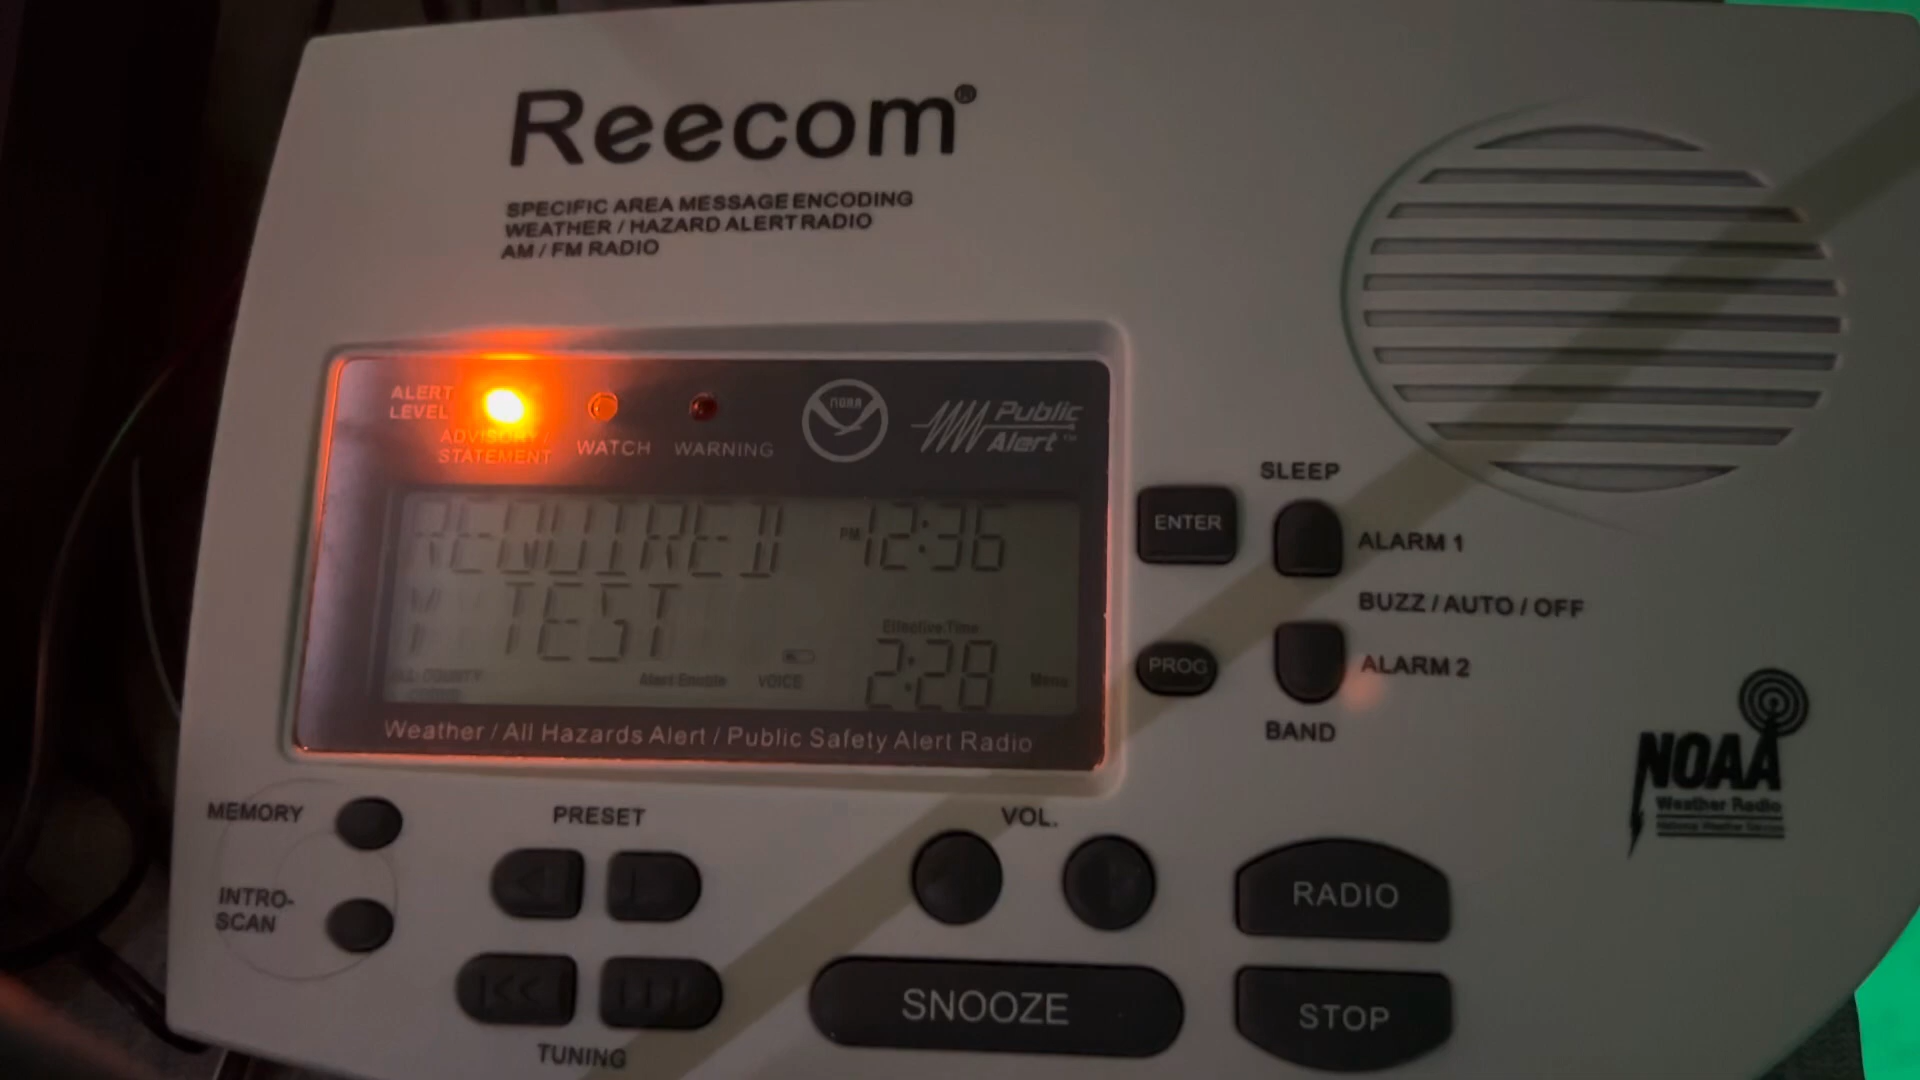 Reecom®
SPECIFIC AREA MESSAGE ENCODING
WEATHER / HAZARD ALERT RADIO
AM / FM RADIO
ALERT
LEVEL
ADVISORY /
STATEMENT
WATCH
WARNING
NOAA
Public
Alert™
REQUIRED
PM 12:36
Y TEST
Effective Time
2:28
COUNTY
Alert Enable
VOICE
Menu
Weather / All Hazards Alert / Public Safety Alert Radio
ENTER
SLEEP
ALARM 1
BUZZ / AUTO / OFF
PROG
ALARM 2
BAND
NOAA
Weather Radio
MEMORY
PRESET
VOL.
INTRO-
SCAN
RADIO
TUNING
SNOOZE
STOP